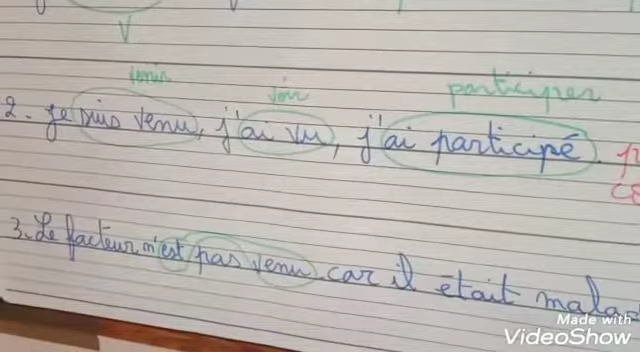 V
venir voir participer
2. Je suis venu, j'ai vu, j'ai participé.
3. Le facteur n'est pas venu car il était
Made with
VideoShow